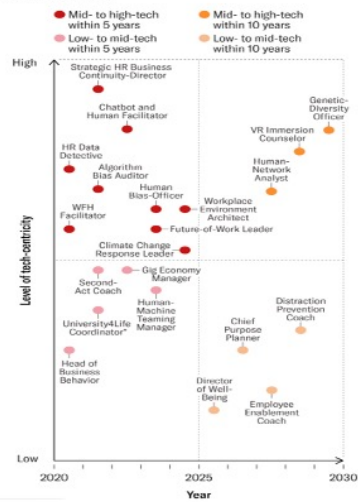 Mid- to high-tech
within 5 years
Mid- to high-tech
within 10 years
Low- to mid-tech
within 5 years
Low- to mid-tech
within 10 years
High
Strategic HR Business
Continuity-Director
Genetic-
Diversity
Officer
Chatbot and
Human Facilitator
VR Immersion
Counselor
HR Data
Detective
Algorithm
Bias Auditor
Human-
Network
Analyst
Human
Bias-Officer
Workplace
Environment
Architect
WFH
Facilitator
Future-of-Work Leader
Climate Change
Response Leader
Level of tech-centricity
Second-
Act Coach
Gig Economy
Manager
Human-
Machine
Teaming
Manager
University4Life
Coordinator*
Distraction
Prevention
Coach
Chief
Purpose
Planner
Head of
Business
Behavior
Director
of Well-
Being
Employee
Enablement
Coach
Low
2020
2025
2030
Year